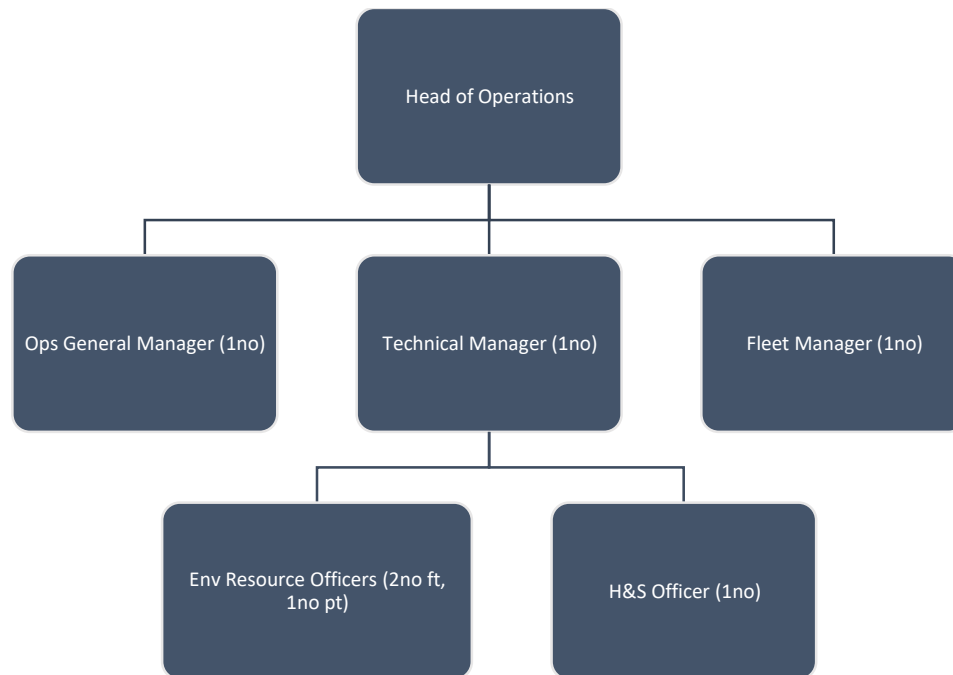 Head of Operations
Ops General Manager (1no)
Technical Manager (1no)
Fleet Manager (1no)
Env Resource Officers (2no ft,
1no pt)
H&S Officer (1no)